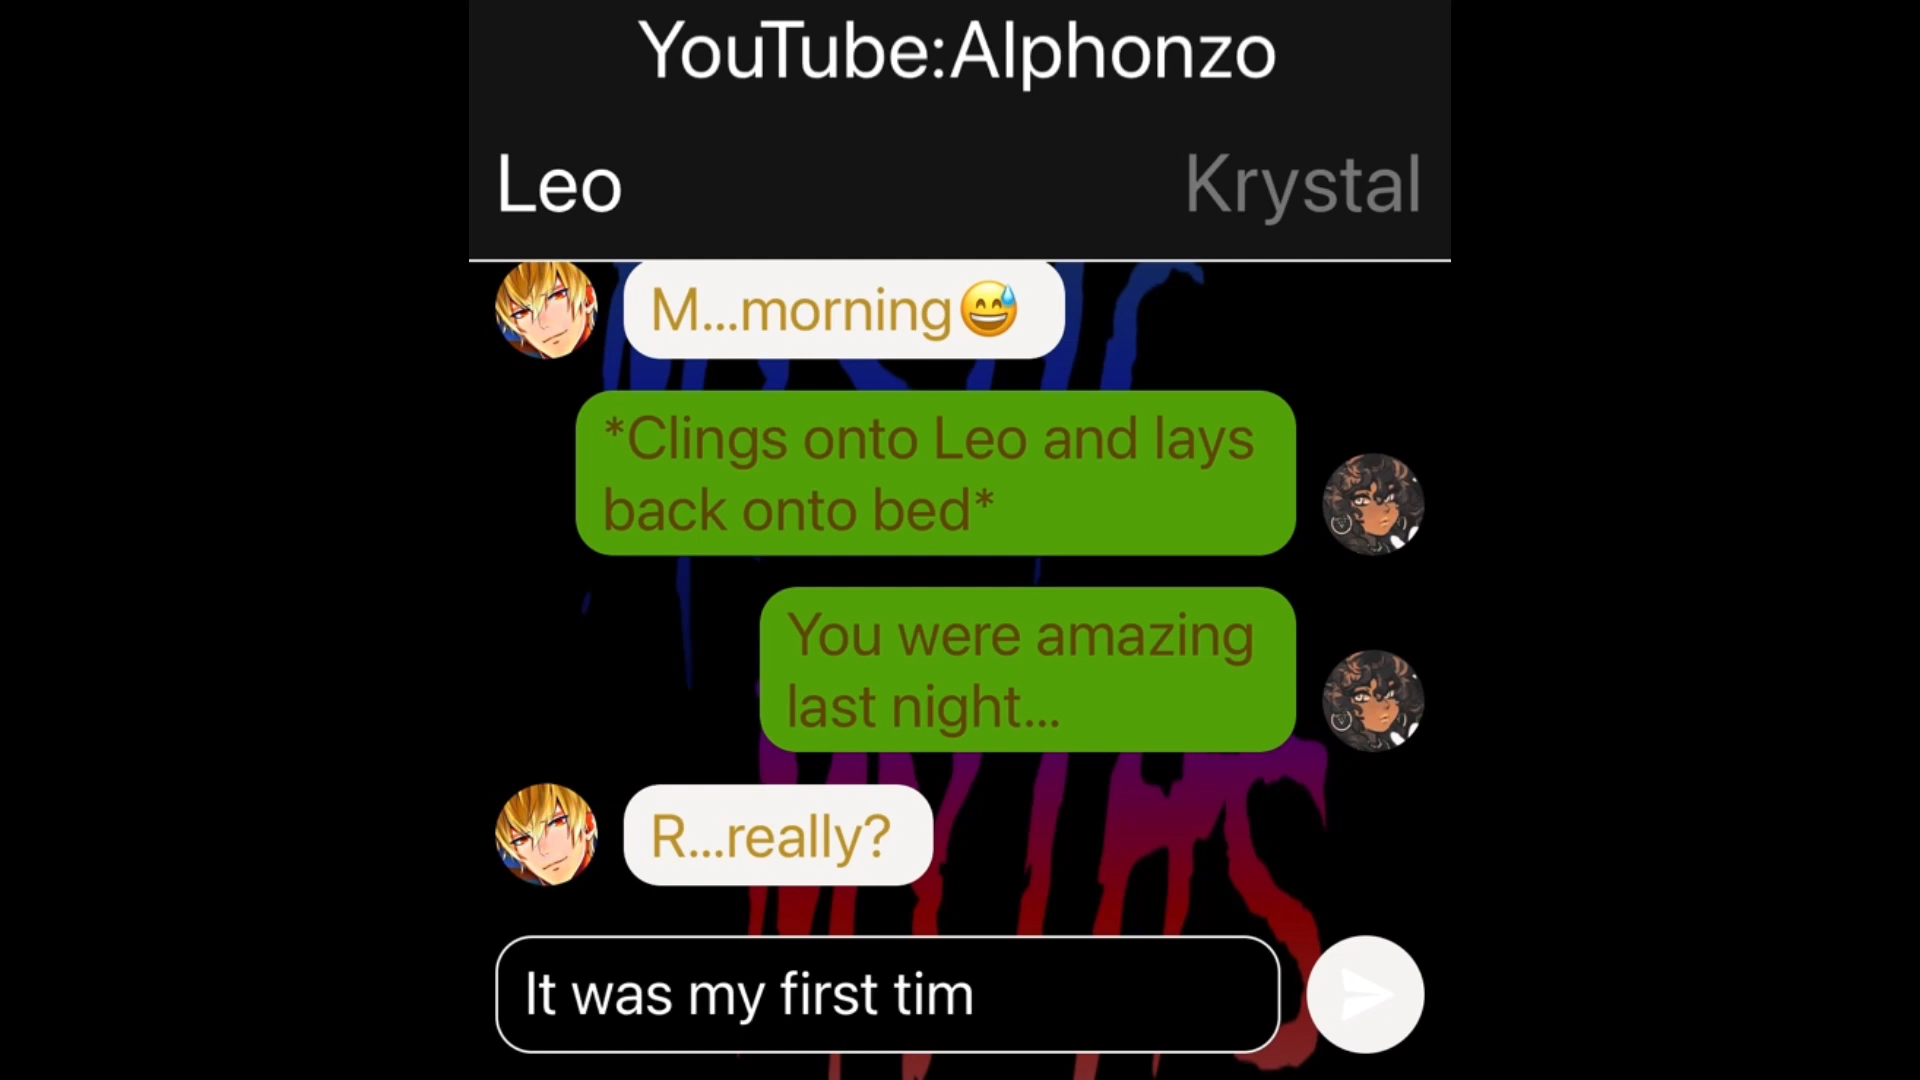 YouTube:Alphonzo
Leo
Krystal
M...morning😅
*Clings onto Leo and lays
back onto bed*
You were amazing
last night...
R...really?
It was my first tim